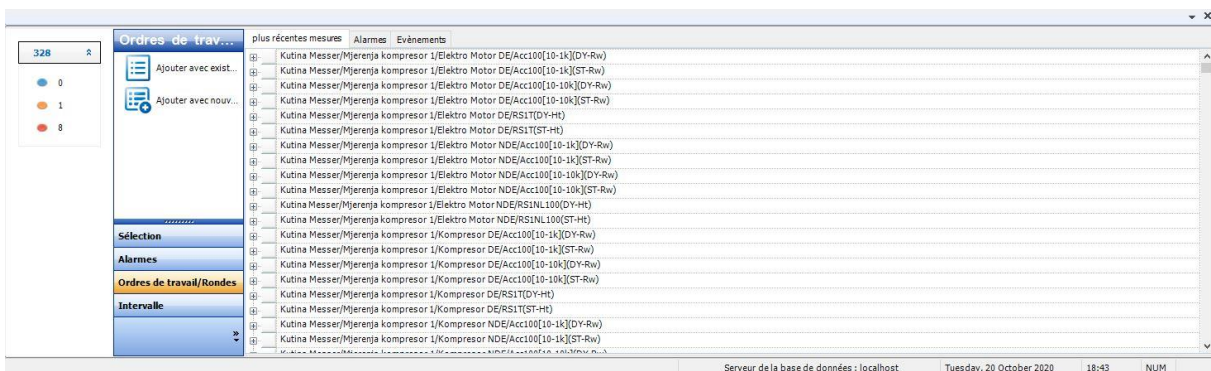 328
0
1
8
Ordres de trav...
Ajouter avec exist...
Ajouter avec nouv...
Sélection
Alarmes
Ordres de travail/Rondes
Intervalle
plus récentes mesures Alarmes Evènements
Kutina Messer/Mjerenja kompresor 1/Elektro Motor DE/Acc100[10-1k](DY-Rw)
Kutina Messer/Mjerenja kompresor 1/Elektro Motor DE/Acc100[10-1k](ST-Rw)
Kutina Messer/Mjerenja kompresor 1/Elektro Motor DE/Acc100[10-10k](DY-Rw)
Kutina Messer/Mjerenja kompresor 1/Elektro Motor DE/Acc100[10-10k](ST-Rw)
Kutina Messer/Mjerenja kompresor 1/Elektro Motor DE/RS1T(DY-Ht)
Kutina Messer/Mjerenja kompresor 1/Elektro Motor DE/RS1T(ST-Ht)
Kutina Messer/Mjerenja kompresor 1/Elektro Motor NDE/Acc100[10-1k](DY-Rw)
Kutina Messer/Mjerenja kompresor 1/Elektro Motor NDE/Acc100[10-1k](ST-Rw)
Kutina Messer/Mjerenja kompresor 1/Elektro Motor NDE/Acc100[10-10k](DY-Rw)
Kutina Messer/Mjerenja kompresor 1/Elektro Motor NDE/Acc100[10-10k](ST-Rw)
Kutina Messer/Mjerenja kompresor 1/Elektro Motor NDE/RS1NL100(DY-Ht)
Kutina Messer/Mjerenja kompresor 1/Elektro Motor NDE/RS1NL100(ST-Ht)
Kutina Messer/Mjerenja kompresor 1/Kompresor DE/Acc100[10-1k](DY-Rw)
Kutina Messer/Mjerenja kompresor 1/Kompresor DE/Acc100[10-1k](ST-Rw)
Kutina Messer/Mjerenja kompresor 1/Kompresor DE/Acc100[10-10k](DY-Rw)
Kutina Messer/Mjerenja kompresor 1/Kompresor DE/Acc100[10-10k](ST-Rw)
Kutina Messer/Mjerenja kompresor 1/Kompresor DE/RS1T(DY-Ht)
Kutina Messer/Mjerenja kompresor 1/Kompresor DE/RS1T(ST-Ht)
Kutina Messer/Mjerenja kompresor 1/Kompresor NDE/Acc100[10-1k](DY-Rw)
Kutina Messer/Mjerenja kompresor 1/Kompresor NDE/Acc100[10-1k](ST-Rw)
Kutina Messer/Mjerenja kompresor 1/Kompresor NDE/Acc100[10-10k](DY-Rw)
Serveur de la base de données : localhost Tuesday, 20 October 2020 18:43 NUM